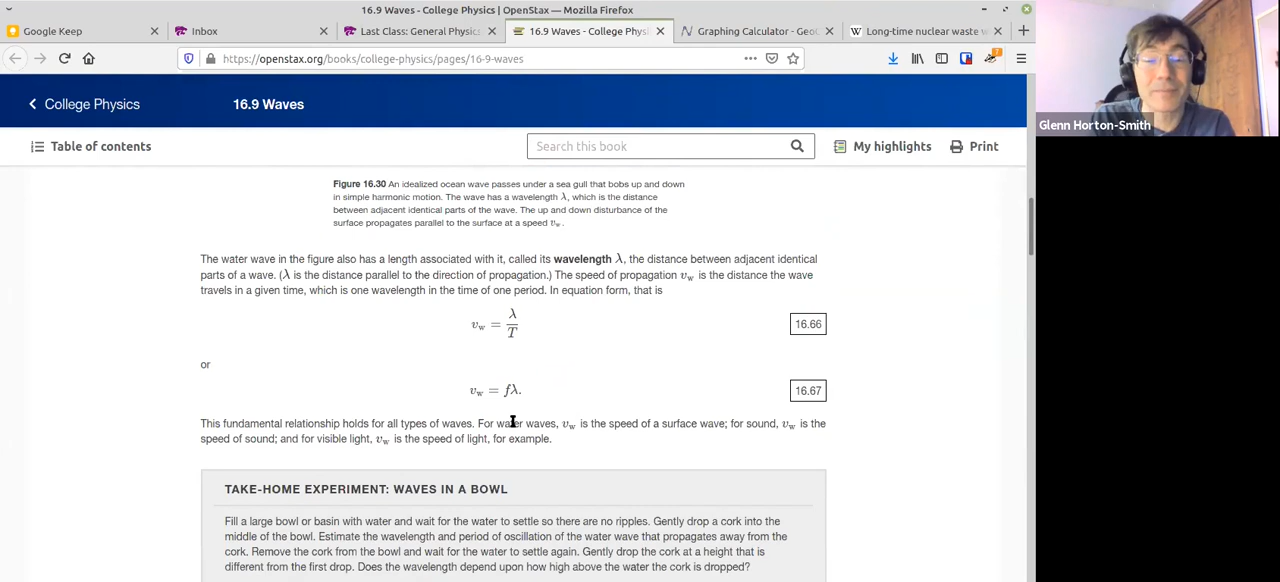 16.9 Waves - College Physics | OpenStax — Mozilla Firefox
Google Keep
Inbox
Last Class: General Physics
16.9 Waves - College Physi
Graphing Calculator - GeoG
Long-time nuclear waste w
https://openstax.org/books/college-physics/pages/16-9-waves
College Physics
16.9 Waves
Table of contents
Search this book
My highlights
Print
Glenn Horton-Smith
Figure 16.30 An idealized ocean wave passes under a sea gull that bobs up and down
in simple harmonic motion. The wave has a wavelength λ, which is the distance
between adjacent identical parts of the wave. The up and down disturbance of the
surface propagates parallel to the surface at a speed v_w.
The water wave in the figure also has a length associated with it, called its wavelength λ, the distance between adjacent identical
parts of a wave. (λ is the distance parallel to the direction of propagation.) The speed of propagation v_w is the distance the wave
travels in a given time, which is one wavelength in the time of one period. In equation form, that is
v_w = λ/T
16.66
or
v_w = fλ.
16.67
This fundamental relationship holds for all types of waves. For water waves, v_w is the speed of a surface wave; for sound, v_w is the
speed of sound; and for visible light, v_w is the speed of light, for example.
TAKE-HOME EXPERIMENT: WAVES IN A BOWL
Fill a large bowl or basin with water and wait for the water to settle so there are no ripples. Gently drop a cork into the
middle of the bowl. Estimate the wavelength and period of oscillation of the water wave that propagates away from the
cork. Remove the cork from the bowl and wait for the water to settle again. Gently drop the cork at a height that is
different from the first drop. Does the wavelength depend upon how high above the water the cork is dropped?